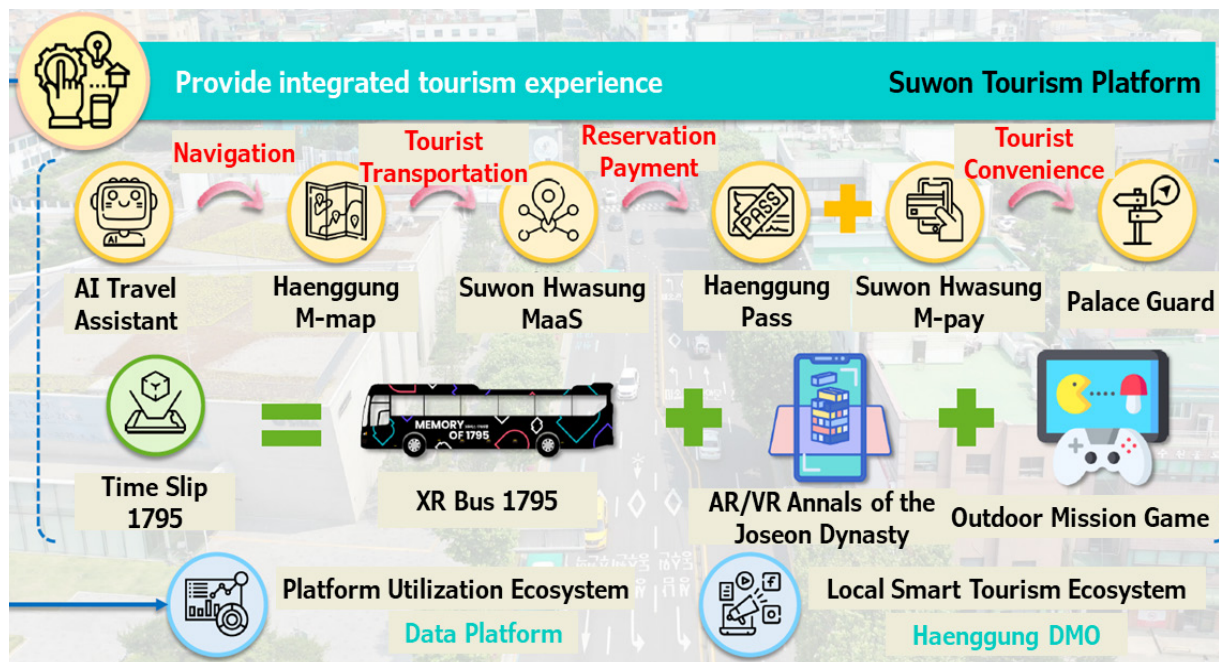 Provide integrated tourism experience
Suwon Tourism Platform
Navigation
Tourist
Transportation
Reservation
Payment
Tourist
Convenience
AI
PASS
AI Travel
Assistant
Haenggung
M-map
Suwon Hwasung
MaaS
Haenggung
Pass
Suwon Hwasung
M-pay
Palace Guard
MEMORY
OF 1795
Time Slip
1795
XR Bus 1795
AR/VR Annals of the
Joseon Dynasty
Outdoor Mission Game
Platform Utilization Ecosystem
Data Platform
Local Smart Tourism Ecosystem
Haenggung DMO